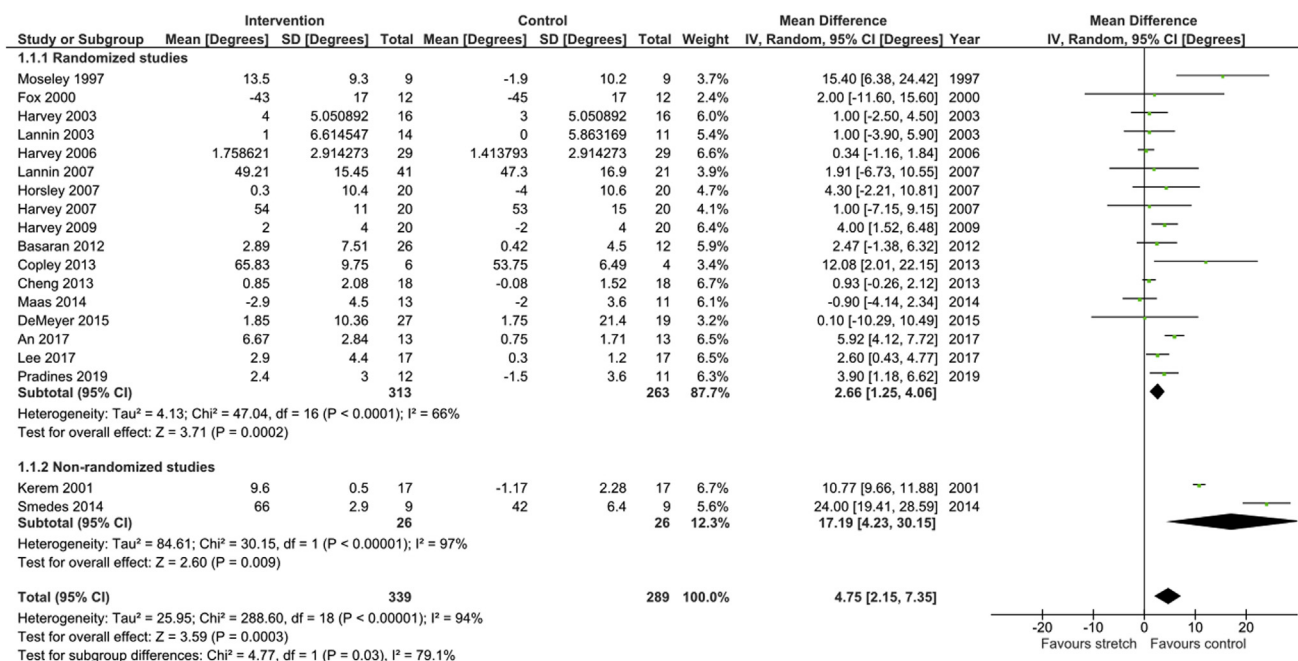 Intervention Control Mean Difference Mean Difference
Study or Subgroup Mean [Degrees] SD [Degrees] Total Mean [Degrees] SD [Degrees] Total Weight IV, Random, 95% CI [Degrees] Year IV, Random, 95% CI [Degrees]
1.1.1 Randomized studies
Moseley 1997 13.5 9.3 9 -1.9 10.2 9 3.7% 15.40 [6.38, 24.42] 1997
Fox 2000 -43 17 12 -45 17 12 2.4% 2.00 [-11.60, 15.60] 2000
Harvey 2003 4 5.050892 16 3 5.050892 16 6.0% 1.00 [-2.50, 4.50] 2003
Lannin 2003 1 6.614547 14 0 5.863169 11 5.4% 1.00 [-3.90, 5.90] 2003
Harvey 2006 1.758621 2.914273 29 1.413793 2.914273 29 6.6% 0.34 [-1.16, 1.84] 2006
Lannin 2007 49.21 15.45 41 47.3 16.9 21 3.9% 1.91 [-6.73, 10.55] 2007
Horsley 2007 0.3 10.4 20 -4 10.6 20 4.7% 4.30 [-2.21, 10.81] 2007
Harvey 2007 54 11 20 53 15 20 4.1% 1.00 [-7.15, 9.15] 2007
Harvey 2009 2 4 20 -2 4 20 6.4% 4.00 [1.52, 6.48] 2009
Basaran 2012 2.89 7.51 26 0.42 4.5 12 5.9% 2.47 [-1.38, 6.32] 2012
Copley 2013 65.83 9.75 6 53.75 6.49 4 3.4% 12.08 [2.01, 22.15] 2013
Cheng 2013 0.85 2.08 18 -0.08 1.52 18 6.7% 0.93 [-0.26, 2.12] 2013
Maas 2014 -2.9 4.5 13 -2 3.6 11 6.1% -0.90 [-4.14, 2.34] 2014
DeMeyer 2015 1.85 10.36 27 1.75 21.4 19 3.2% 0.10 [-10.29, 10.49] 2015
An 2017 6.67 2.84 13 0.75 1.71 13 6.6% 5.92 [4.12, 7.72] 2017
Lee 2017 2.9 4.4 17 0.3 1.2 17 6.5% 2.60 [0.43, 4.77] 2017
Pradines 2019 2.4 3 12 -1.5 3.6 11 6.3% 3.90 [1.18, 6.62] 2019
Subtotal (95% CI) 313 263 87.7% 2.66 [1.25, 4.06]
Heterogeneity: Tau² = 4.13; Chi² = 47.04, df = 16 (P < 0.0001); I² = 66%
Test for overall effect: Z = 3.71 (P = 0.0002)
1.1.2 Non-randomized studies
Kerem 2001 9.6 0.5 17 -1.17 2.28 17 6.7% 10.77 [9.66, 11.88] 2001
Smedes 2014 66 2.9 9 42 6.4 9 5.6% 24.00 [19.41, 28.59] 2014
Subtotal (95% CI) 26 26 12.3% 17.19 [4.23, 30.15]
Heterogeneity: Tau² = 84.61; Chi² = 30.15, df = 1 (P < 0.00001); I² = 97%
Test for overall effect: Z = 2.60 (P = 0.009)
Total (95% CI) 339 289 100.0% 4.75 [2.15, 7.35]
Heterogeneity: Tau² = 25.95; Chi² = 288.60, df = 18 (P < 0.00001); I² = 94%
Test for overall effect: Z = 3.59 (P = 0.0003)
Test for subgroup differences: Chi² = 4.77, df = 1 (P = 0.03), I² = 79.1%
-20 -10 0 10 20
Favours stretch Favours control